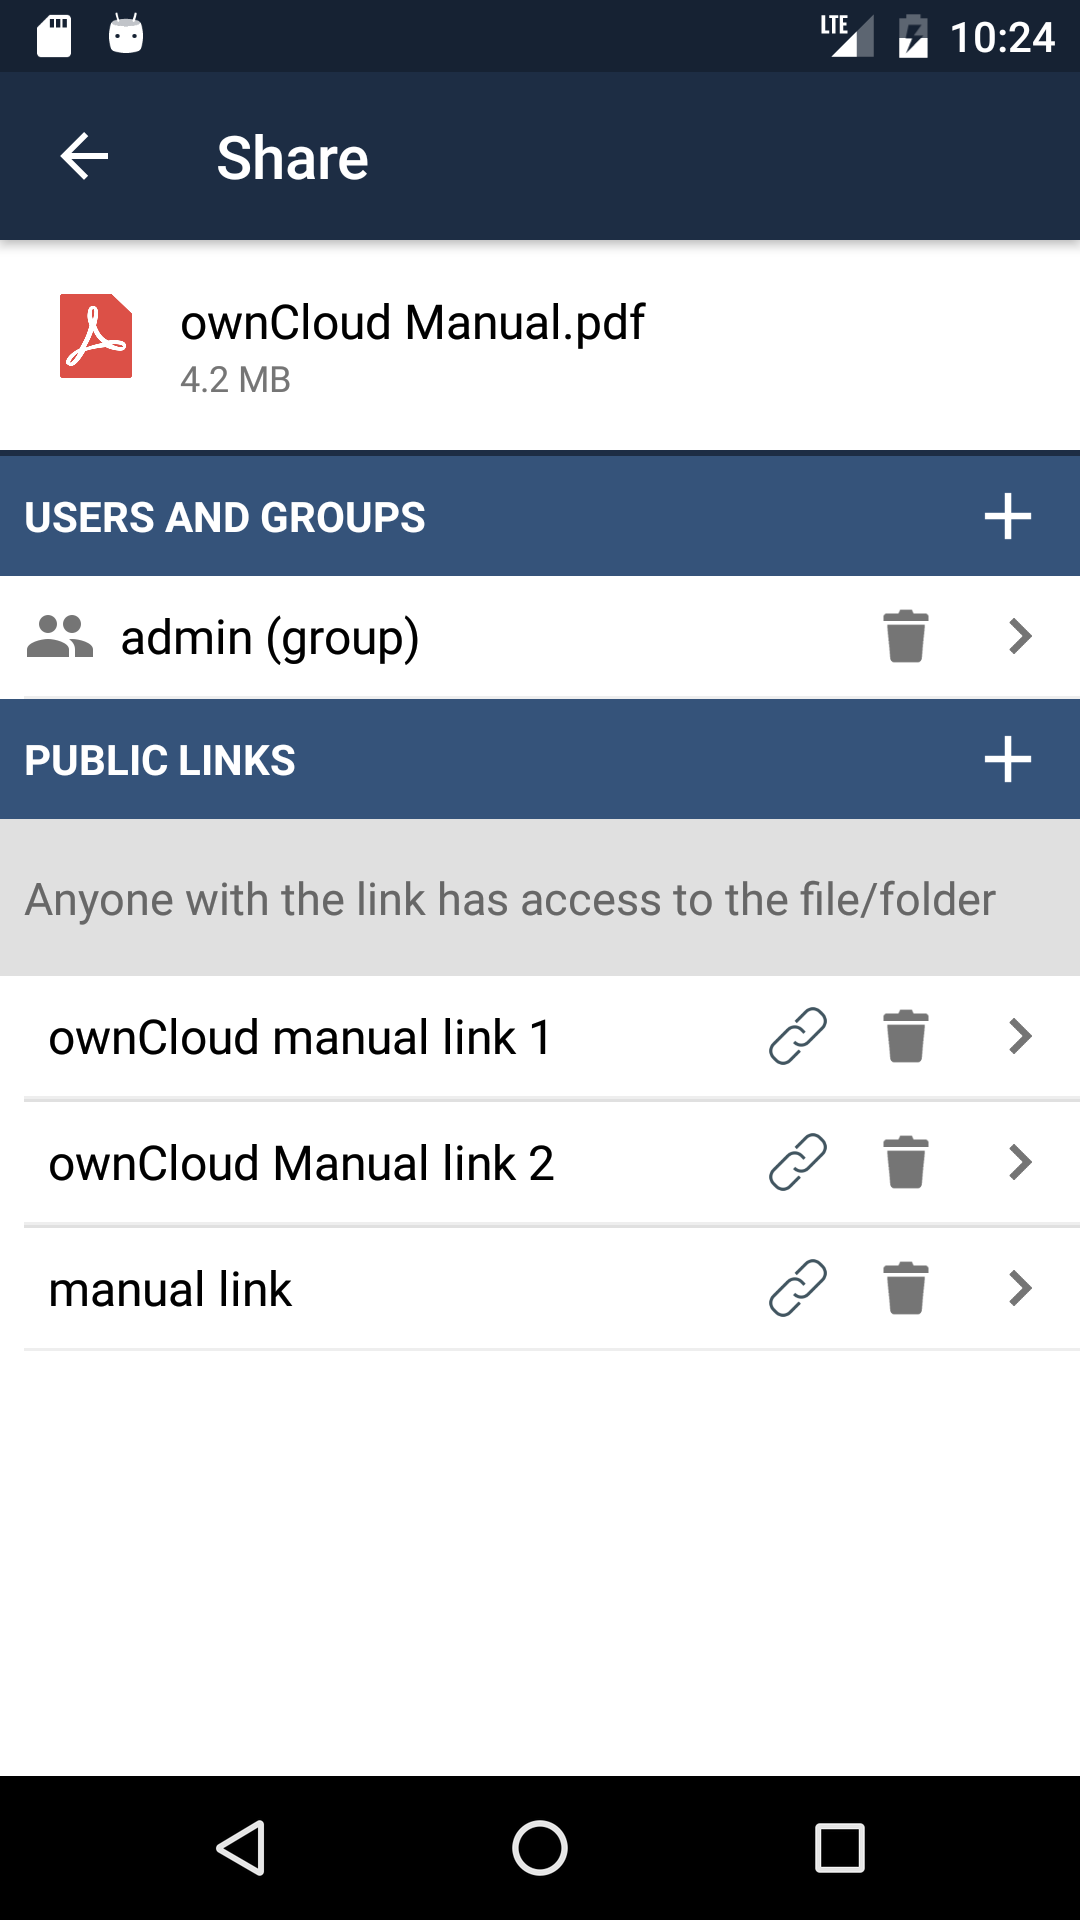 LTE 10:24
Share
ownCloud Manual.pdf
4.2 MB
USERS AND GROUPS
admin (group)
PUBLIC LINKS
Anyone with the link has access to the file/folder
ownCloud manual link 1
ownCloud Manual link 2
manual link